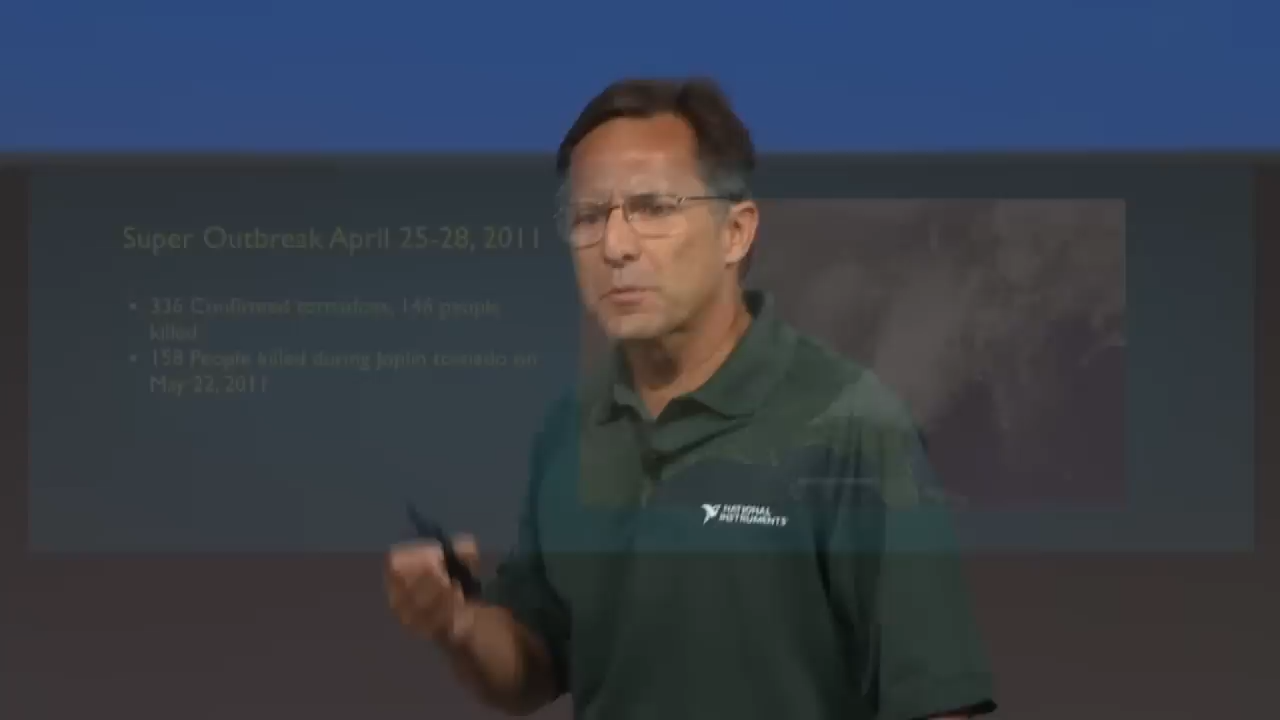 Super Outbreak April 25-28, 2011
• 336 Confirmed tornadoes, 146 people
killed
• 158 People killed during Joplin tornado on
May 22, 2011
NATIONAL
INSTRUMENTS